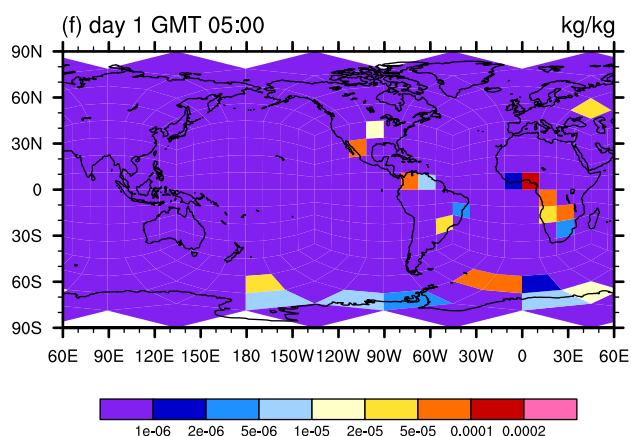 (f) day 1 GMT 05:00 kg/kg
90N
60N
30N
0
30S
60S
90S
60E 90E 120E 150E 180 150W 120W 90W 60W 30W 0 30E 60E
1e-06 2e-06 5e-06 1e-05 2e-05 5e-05 0.0001 0.0002